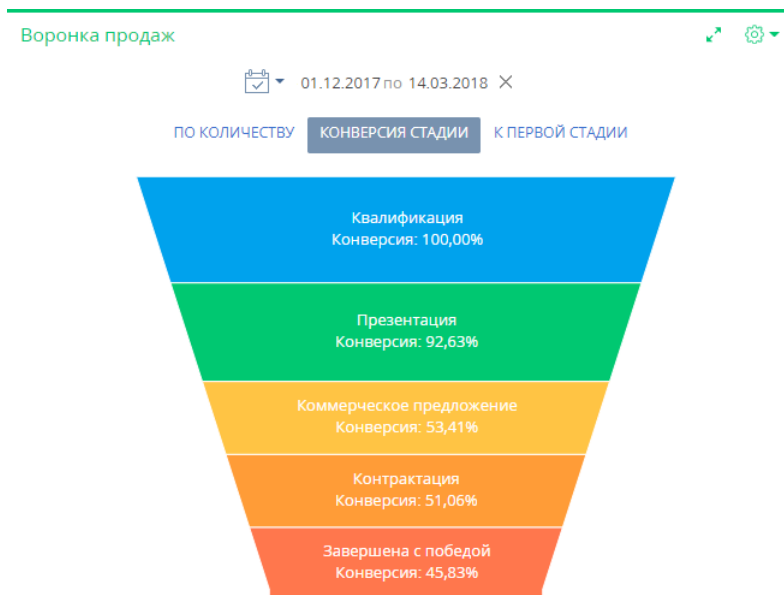 Воронка продаж
01.12.2017 по 14.03.2018
ПО КОЛИЧЕСТВУ КОНВЕРСИЯ СТАДИИ К ПЕРВОЙ СТАДИИ
Квалификация
Конверсия: 100,00%
Презентация
Конверсия: 92,63%
Коммерческое предложение
Конверсия: 53,41%
Контрактация
Конверсия: 51,06%
Завершена с победой
Конверсия: 45,83%